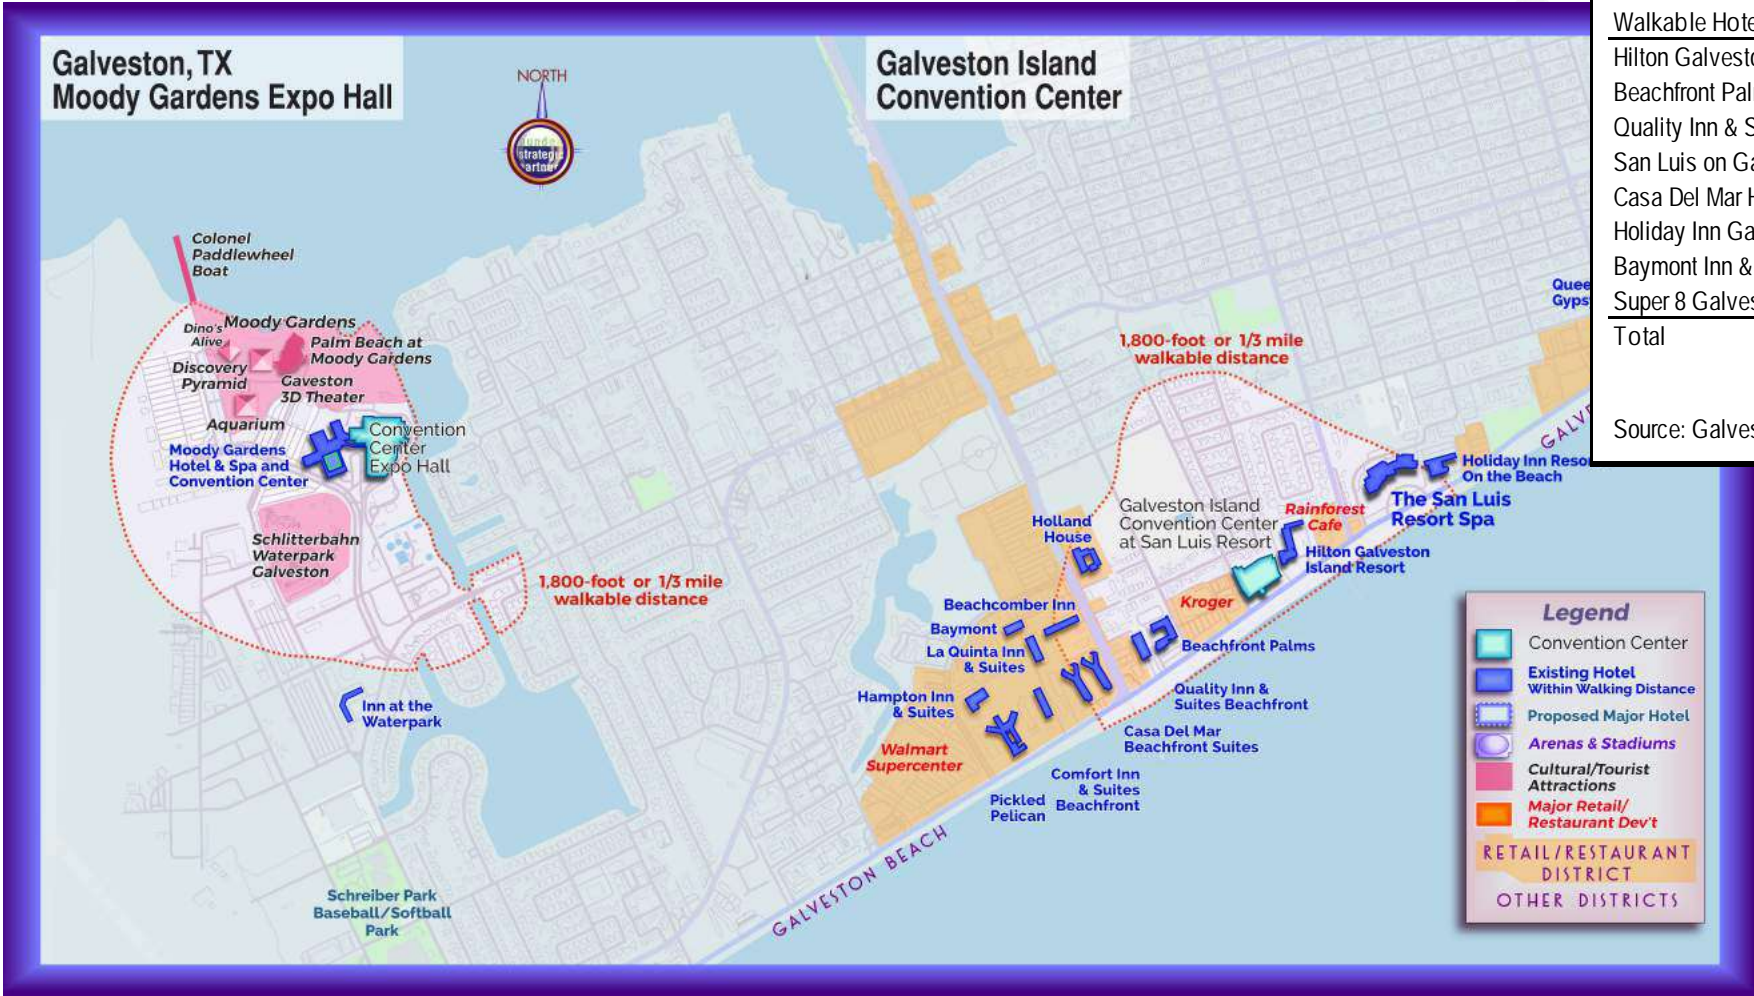 Galveston, TX
Moody Gardens Expo Hall
NORTH
strategic
Galveston Island
Convention Center
Colonel
Paddlewheel
Boat
Dino's
Alive
Moody Gardens
Palm Beach at
Moody Gardens
Discovery
Pyramid
Gaveston
3D Theater
Aquarium
Convention
Center
Expo Hall
Moody Gardens
Hotel & Spa and
Convention Center
Schlitterbahn
Waterpark
Galveston
1,800-foot or 1/3 mile
walkable distance
Inn at the
Waterpark
Schreiber Park
Baseball/Softball
Park
1,800-foot or 1/3 mile
walkable distance
Holland
House
Galveston Island
Convention Center
at San Luis Resort
Rainforest
Cafe
Holiday Inn Resor
On the Beach
The San Luis
Resort Spa
Hilton Galveston
Island Resort
Kroger
Beachcomber Inn
Baymont
La Quinta Inn
& Suites
Beachfront Palms
Hampton Inn
& Suites
Quality Inn &
Suites Beachfront
Casa Del Mar
Beachfront Suites
Walmart
Supercenter
Comfort Inn
& Suites
Beachfront
Pickled
Pelican
GALVESTON BEACH
GALVE
Quee
Gyps
Walkable Hote
Hilton Galvesto
Beachfront Pal
Quality Inn & S
San Luis on Ga
Casa Del Mar H
Holiday Inn Ga
Baymont Inn &
Super 8 Galves
Total
Source: Galves
Legend
Convention Center
Existing Hotel
Within Walking Distance
Proposed Major Hotel
Arenas & Stadiums
Cultural/Tourist
Attractions
Major Retail/
Restaurant Dev't
RETAIL/RESTAURANT
DISTRICT
OTHER DISTRICTS